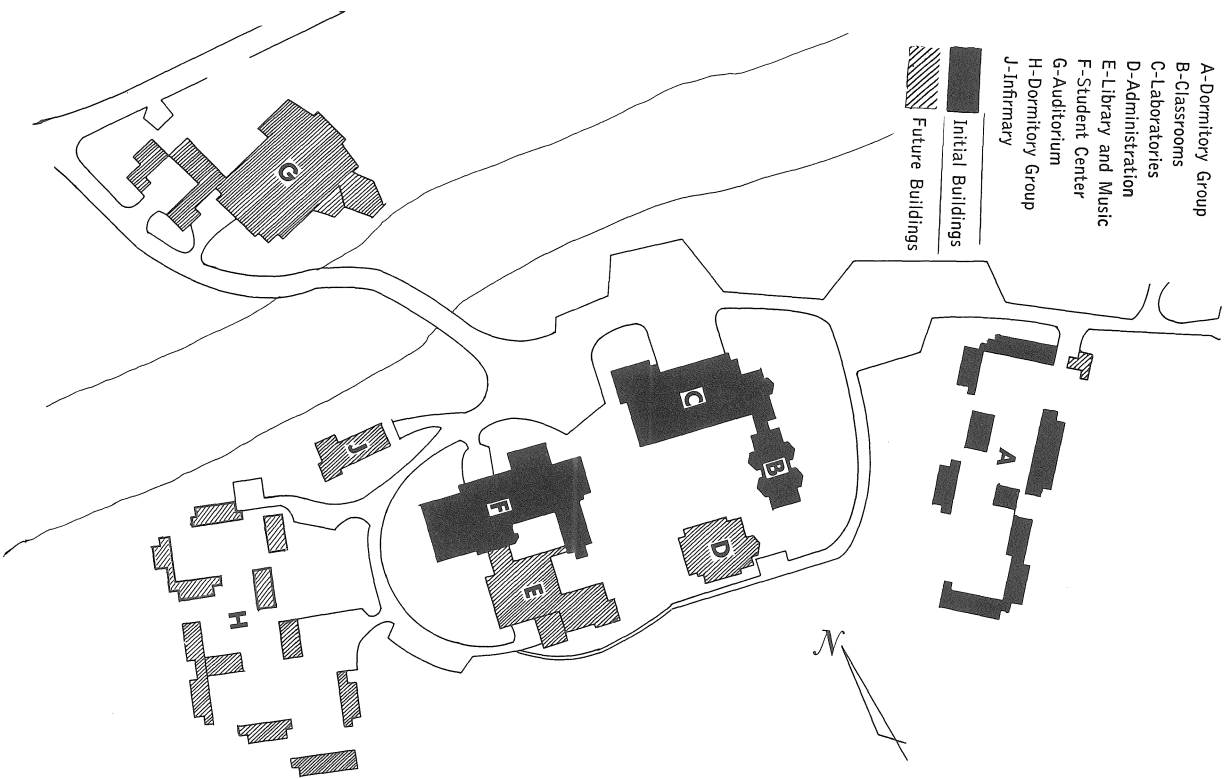 A-Dormitory Group
B-Classrooms
C-Laboratories
D-Administration
E-Library and Music
F-Student Center
G-Auditorium
H-Dormitory Group
J-Infirmary
Initial Buildings
Future Buildings
A
B
C
D
E
F
G
H
J
N